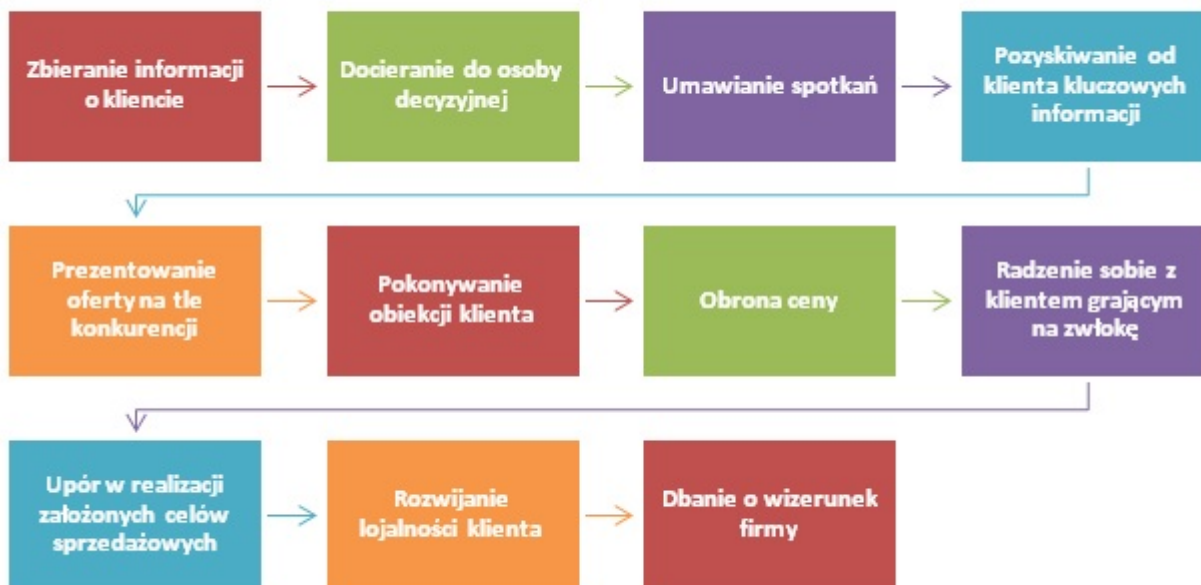 Zbieranie informacji
o kliencie
Docieranie do osoby
decyzyjnej
Umawianie spotkań
Pozyskiwanie od
klienta kluczowych
informacji
Prezentowanie
oferty na tle
konkurencji
Pokonywanie
obiekcji klienta
Obrona ceny
Radzenie sobie z
klientem grającym
na zwłokę
Upór w realizacji
założonych celów
sprzedażowych
Rozwijanie
lojalności klienta
Dbanie o wizerunek
firmy